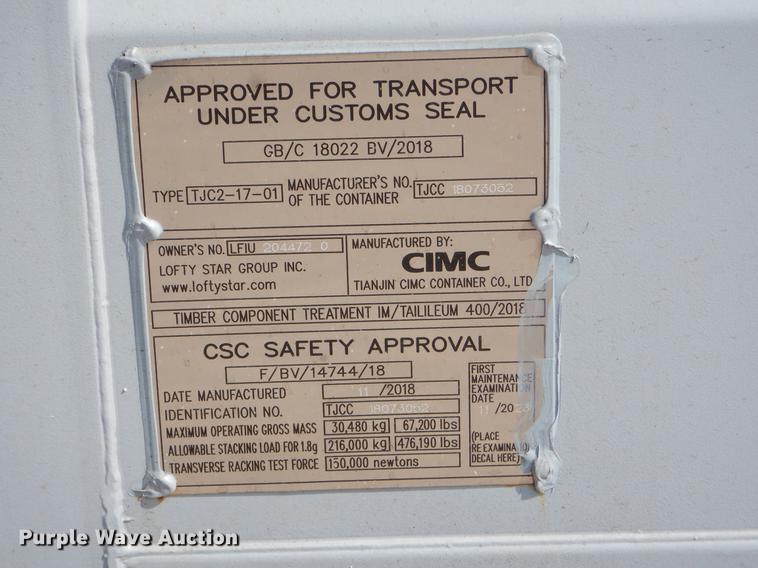 APPROVED FOR TRANSPORT
UNDER CUSTOMS SEAL
GB/C 18022 BV/2018
TYPE TJC2-17-01 MANUFACTURER'S NO. OF THE CONTAINER TJCC 18073052
OWNER'S NO. LFIU 204472 0
LOFTY STAR GROUP INC.
www.loftystar.com
MANUFACTURED BY:
CIMC
TIANJIN CIMC CONTAINER CO., LTD
TIMBER COMPONENT TREATMENT IM/TAILILEUM 400/2018
CSC SAFETY APPROVAL
F/BV/14744/18
DATE MANUFACTURED 11 /2018
IDENTIFICATION NO. TJCC 18073052
MAXIMUM OPERATING GROSS MASS 30,480 kg 67,200 lbs
ALLOWABLE STACKING LOAD FOR 1.8g 216,000 kg 476,190 lbs
TRANSVERSE RACKING TEST FORCE 150,000 newtons
FIRST
MAINTENANCE
EXAMINATION
DATE
11 /2023
(PLACE
RE EXAMINATION
DECAL HERE)
Purple Wave Auction